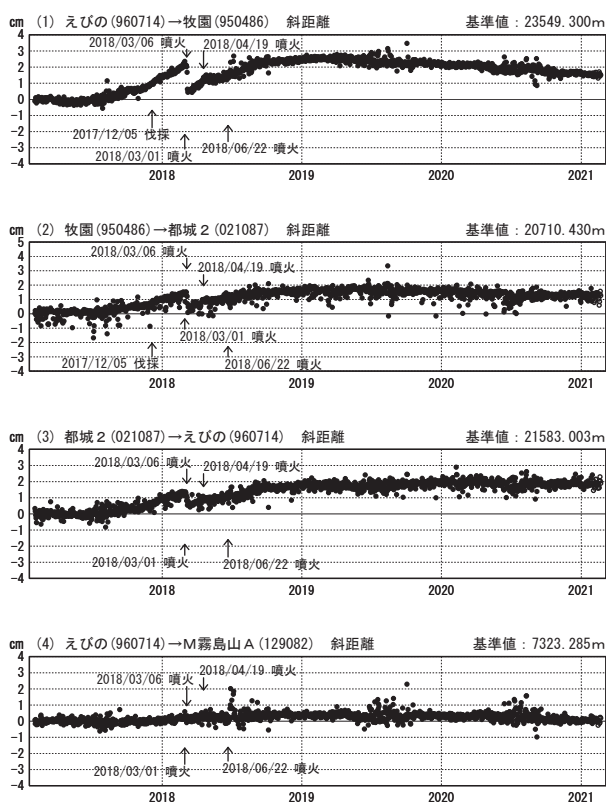 cm (1) えびの(960714)→牧園(950486) 斜距離 基準値：23549.300m
4
3
2
1
0
-1
-2
-3
-4
2018/03/06 噴火
2018/04/19 噴火
2017/12/05 伐採
2018/03/01 噴火
2018/06/22 噴火
2018 2019 2020 2021
cm (2) 牧園(950486)→都城２(021087) 斜距離 基準値：20710.430m
5
4
3
2
1
0
-1
-2
-3
-4
2018/03/06 噴火
2018/04/19 噴火
2018/03/01 噴火
2017/12/05 伐採
2018/06/22 噴火
2018 2019 2020 2021
cm (3) 都城２(021087)→えびの(960714) 斜距離 基準値：21583.003m
4
3
2
1
0
-1
-2
-3
-4
2018/03/06 噴火
2018/04/19 噴火
2018/03/01 噴火
2018/06/22 噴火
2018 2019 2020 2021
cm (4) えびの(960714)→Ｍ霧島山Ａ(129082) 斜距離 基準値：7323.285m
4
3
2
1
0
-1
-2
-3
-4
2018/03/06 噴火
2018/04/19 噴火
2018/03/01 噴火
2018/06/22 噴火
2018 2019 2020 2021